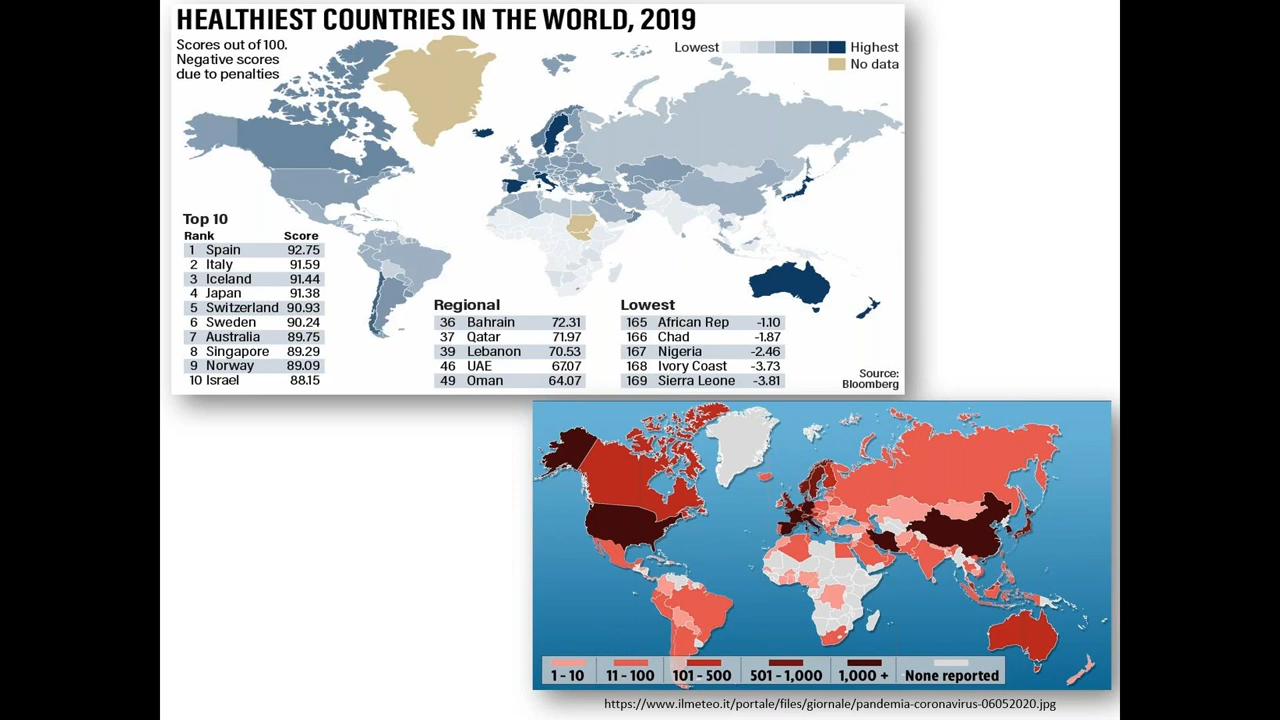 HEALTHIEST COUNTRIES IN THE WORLD, 2019
Scores out of 100.
Negative scores
due to penalties
Lowest Highest
No data
Top 10
Rank Score
1 Spain 92.75
2 Italy 91.59
3 Iceland 91.44
4 Japan 91.38
5 Switzerland 90.93
6 Sweden 90.24
7 Australia 89.75
8 Singapore 89.29
9 Norway 89.09
10 Israel 88.15
Regional
36 Bahrain 72.31
37 Qatar 71.97
39 Lebanon 70.53
46 UAE 67.07
49 Oman 64.07
Lowest
165 African Rep -1.10
166 Chad -1.87
167 Nigeria -2.46
168 Ivory Coast -3.73
169 Sierra Leone -3.81
Source:
Bloomberg
1 - 10 11 - 100 101 - 500 501 - 1,000 1,000 + None reported
https://www.ilmeteo.it/portale/files/giornale/pandemia-coronavirus-06052020.jpg